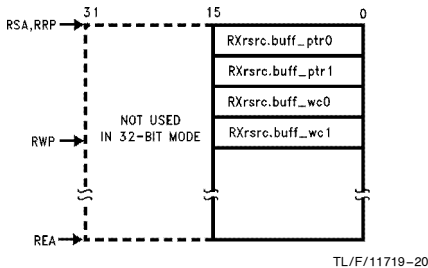 31 15 0
RSA,RRP
RXrsrc.buff_ptr0
RXrsrc.buff_ptr1
RXrsrc.buff_wc0
NOT USED
IN 32-BIT MODE
RWP
RXrsrc.buff_wc1
REA
TL/F/11719-20